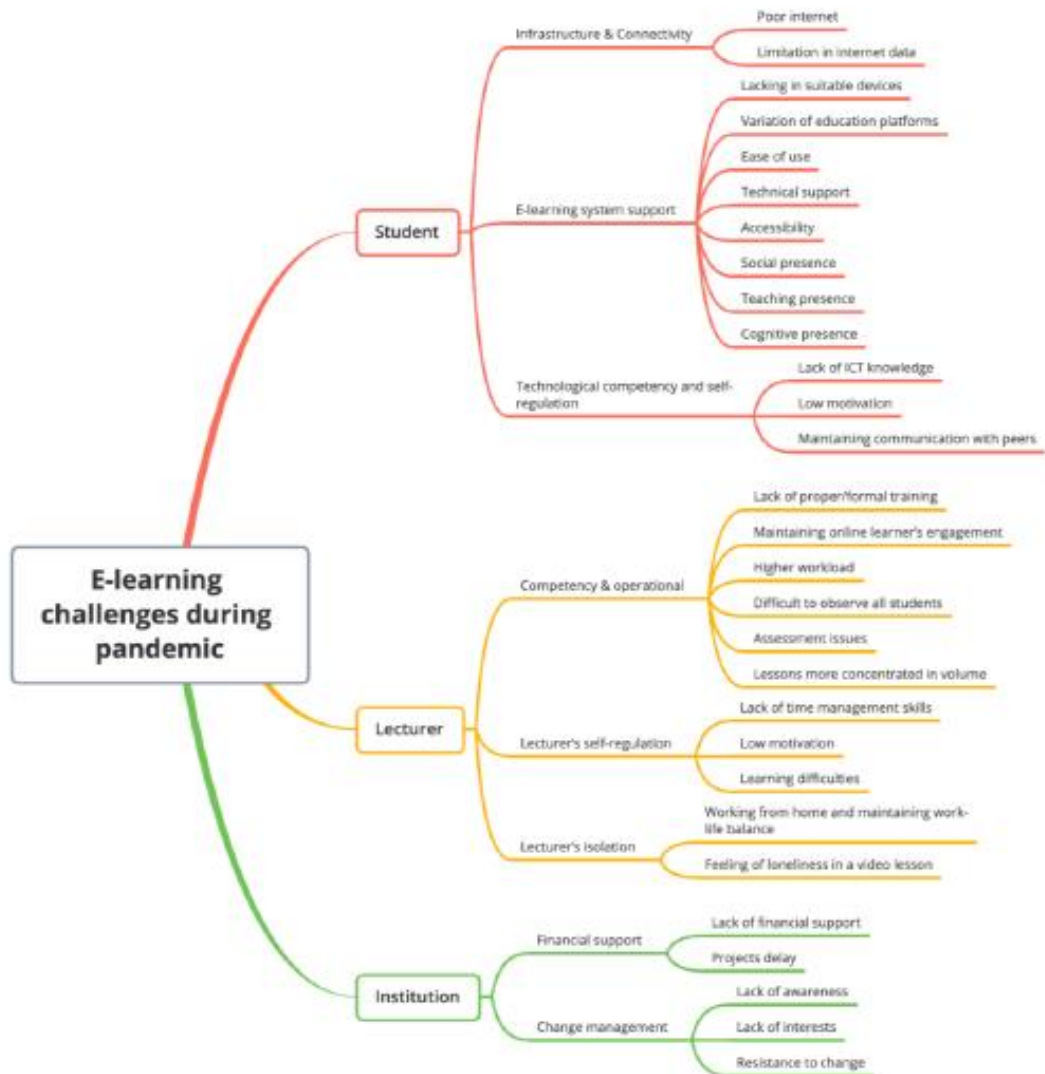 E-learning
challenges during
pandemic
Student
Infrastructure & Connectivity
Poor internet
Limitation in internet data
E-learning system support
Lacking in suitable devices
Variation of education platforms
Ease of use
Technical support
Accessibility
Social presence
Teaching presence
Cognitive presence
Technological competency and self-
regulation
Lack of ICT knowledge
Low motivation
Maintaining communication with peers
Lecturer
Competency & operational
Lack of proper/formal training
Maintaining online learner's engagement
Higher workload
Difficult to observe all students
Assessment issues
Lessons more concentrated in volume
Lecturer's self-regulation
Lack of time management skills
Low motivation
Learning difficulties
Lecturer's isolation
Working from home and maintaining work-
life balance
Feeling of loneliness in a video lesson
Institution
Financial support
Lack of financial support
Projects delay
Change management
Lack of awareness
Lack of interests
Resistance to change